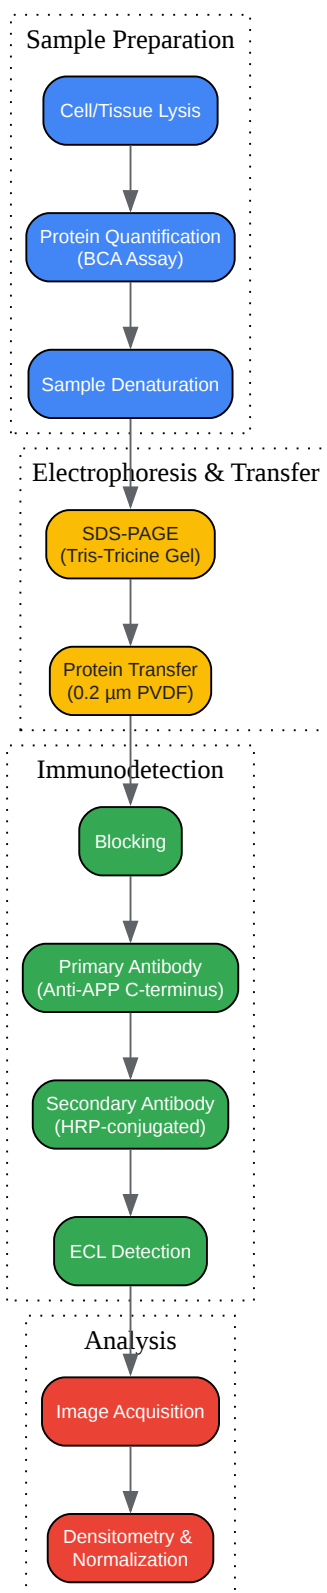 Sample Preparation
Cell/Tissue Lysis
Protein Quantification
(BCA Assay)
Sample Denaturation
Electrophoresis & Transfer
SDS-PAGE
(Tris-Tricine Gel)
Protein Transfer
(0.2 µm PVDF)
Immunodetection
Blocking
Primary Antibody
(Anti-APP C-terminus)
Secondary Antibody
(HRP-conjugated)
ECL Detection
Analysis
Image Acquisition
Densitometry &
Normalization